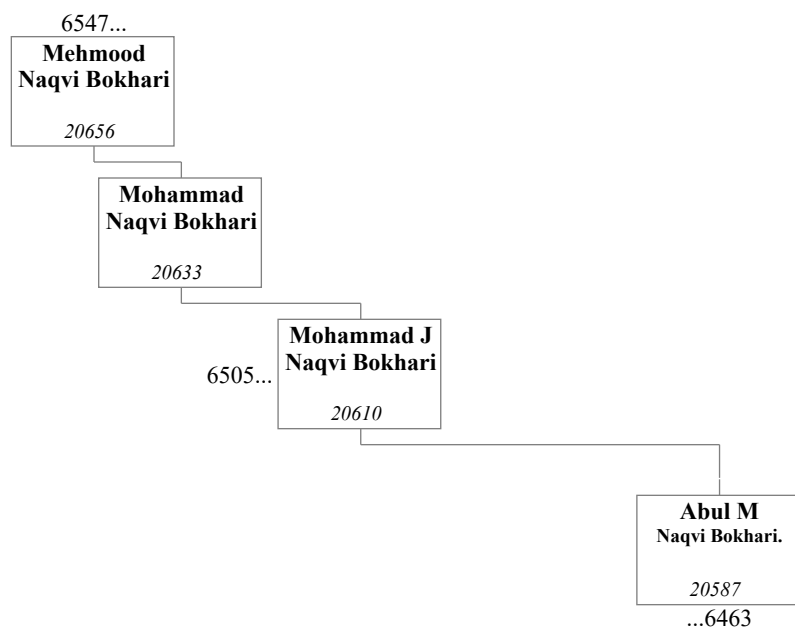 6547...
Mehmood
Naqvi Bokhari
20656
Mohammad
Naqvi Bokhari
20633
Mohammad J
Naqvi Bokhari
6505...
20610
Abul M
Naqvi Bokhari.
20587
...6463